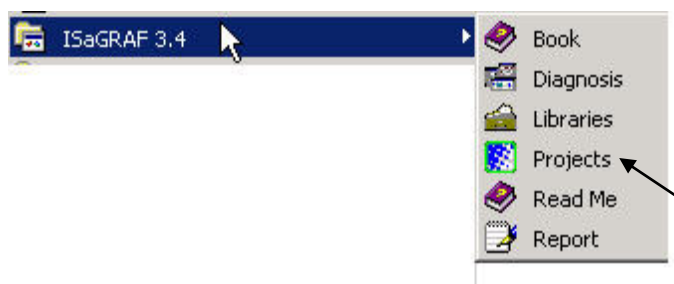 ISaGRAF 3.4
Book
Diagnosis
Libraries
Projects
Read Me
Report